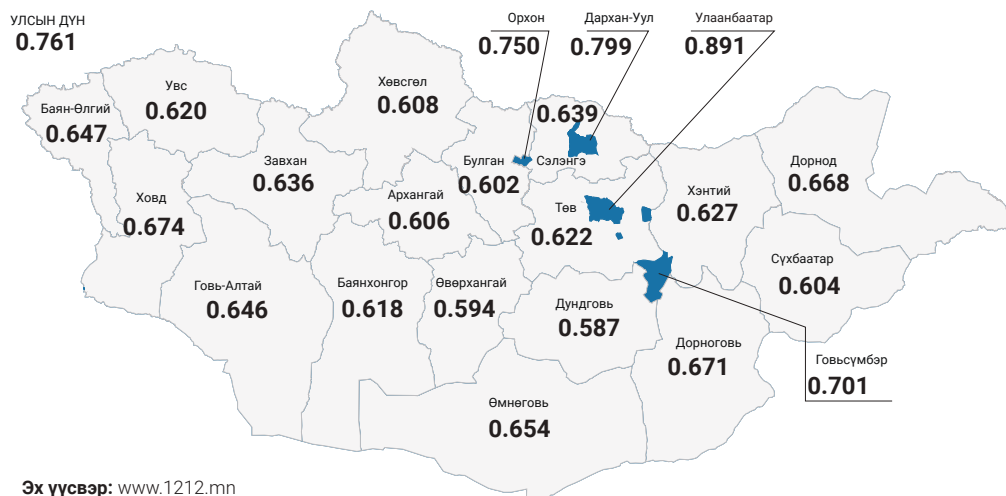 УЛСЫН ДҮН
0.761
Орхон
0.750
Дархан-Уул
0.799
Улаанбаатар
0.891
Баян-Өлгий
0.647
Увс
0.620
Хөвсгөл
0.608
0.639
Сэлэнгэ
Ховд
0.674
Завхан
0.636
Архангай
0.606
Булган
0.602
Төв
0.622
Хэнтий
0.627
Дорнод
0.668
Говь-Алтай
0.646
Баянхонгор
0.618
Өвөрхангай
0.594
Дундговь
0.587
Сүхбаатар
0.604
Дорноговь
0.671
Говьсүмбэр
0.701
Өмнөговь
0.654
Эх үүсвэр: www.1212.mn